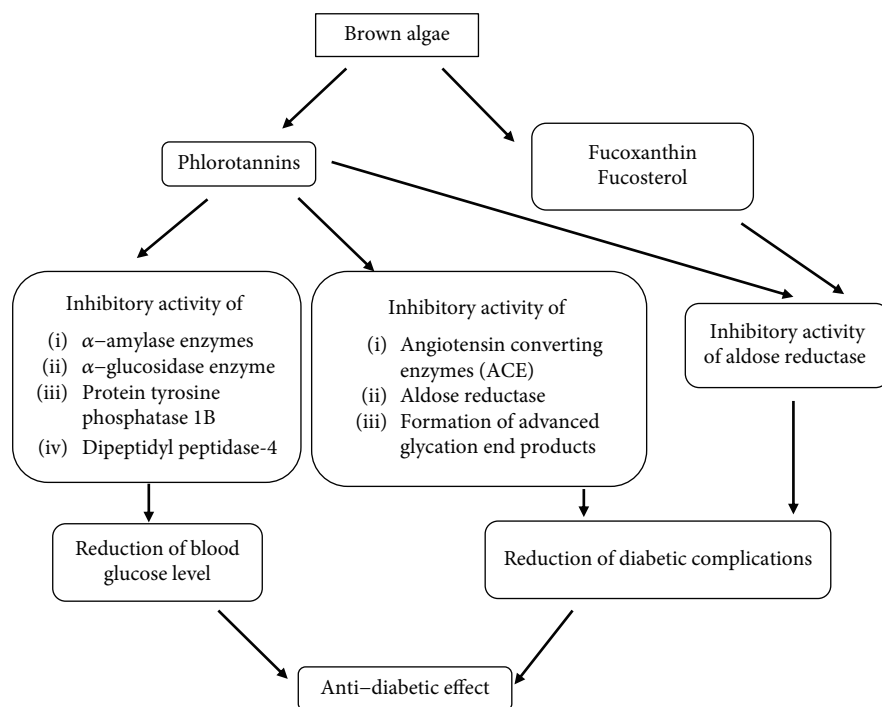 Brown algae
Phlorotannins
Fucoxanthin
Fucosterol
Inhibitory activity of
(i) α−amylase enzymes
(ii) α−glucosidase enzyme
(iii) Protein tyrosine
phosphatase 1B
(iv) Dipeptidyl peptidase-4
Inhibitory activity of
(i) Angiotensin converting
enzymes (ACE)
(ii) Aldose reductase
(iii) Formation of advanced
glycation end products
Inhibitory activity
of aldose reductase
Reduction of blood
glucose level
Reduction of diabetic complications
Anti−diabetic effect